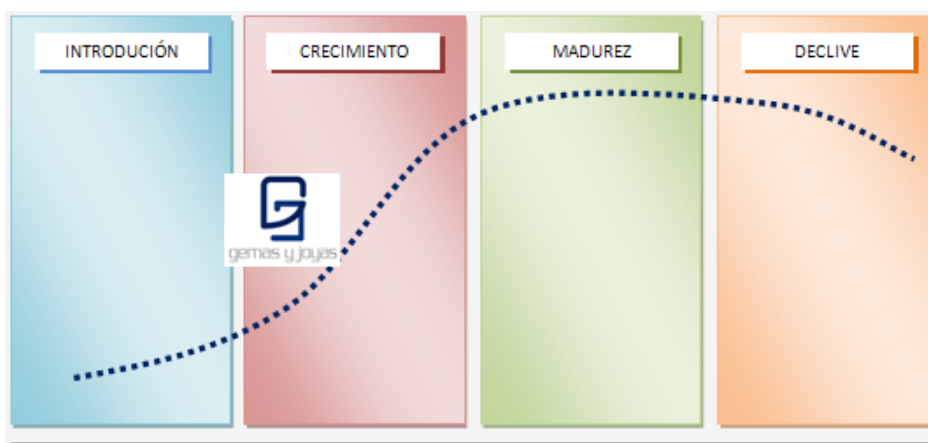 INTRODUCIÓN
CRECIMIENTO
MADUREZ
DECLIVE
gemas y joyas